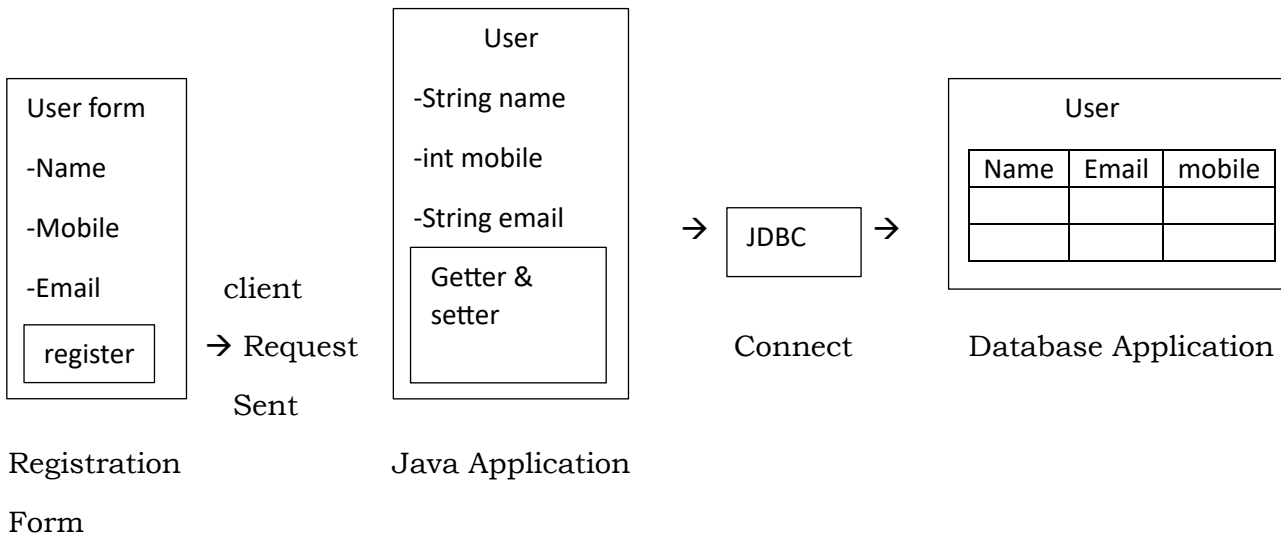 User form
-Name
-Mobile
-Email
register
client
→ Request
Sent
User
-String name
-int mobile
-String email
Getter &
setter
→
JDBC
→
User
Name Email mobile
Registration
Form
Java Application
Connect
Database Application